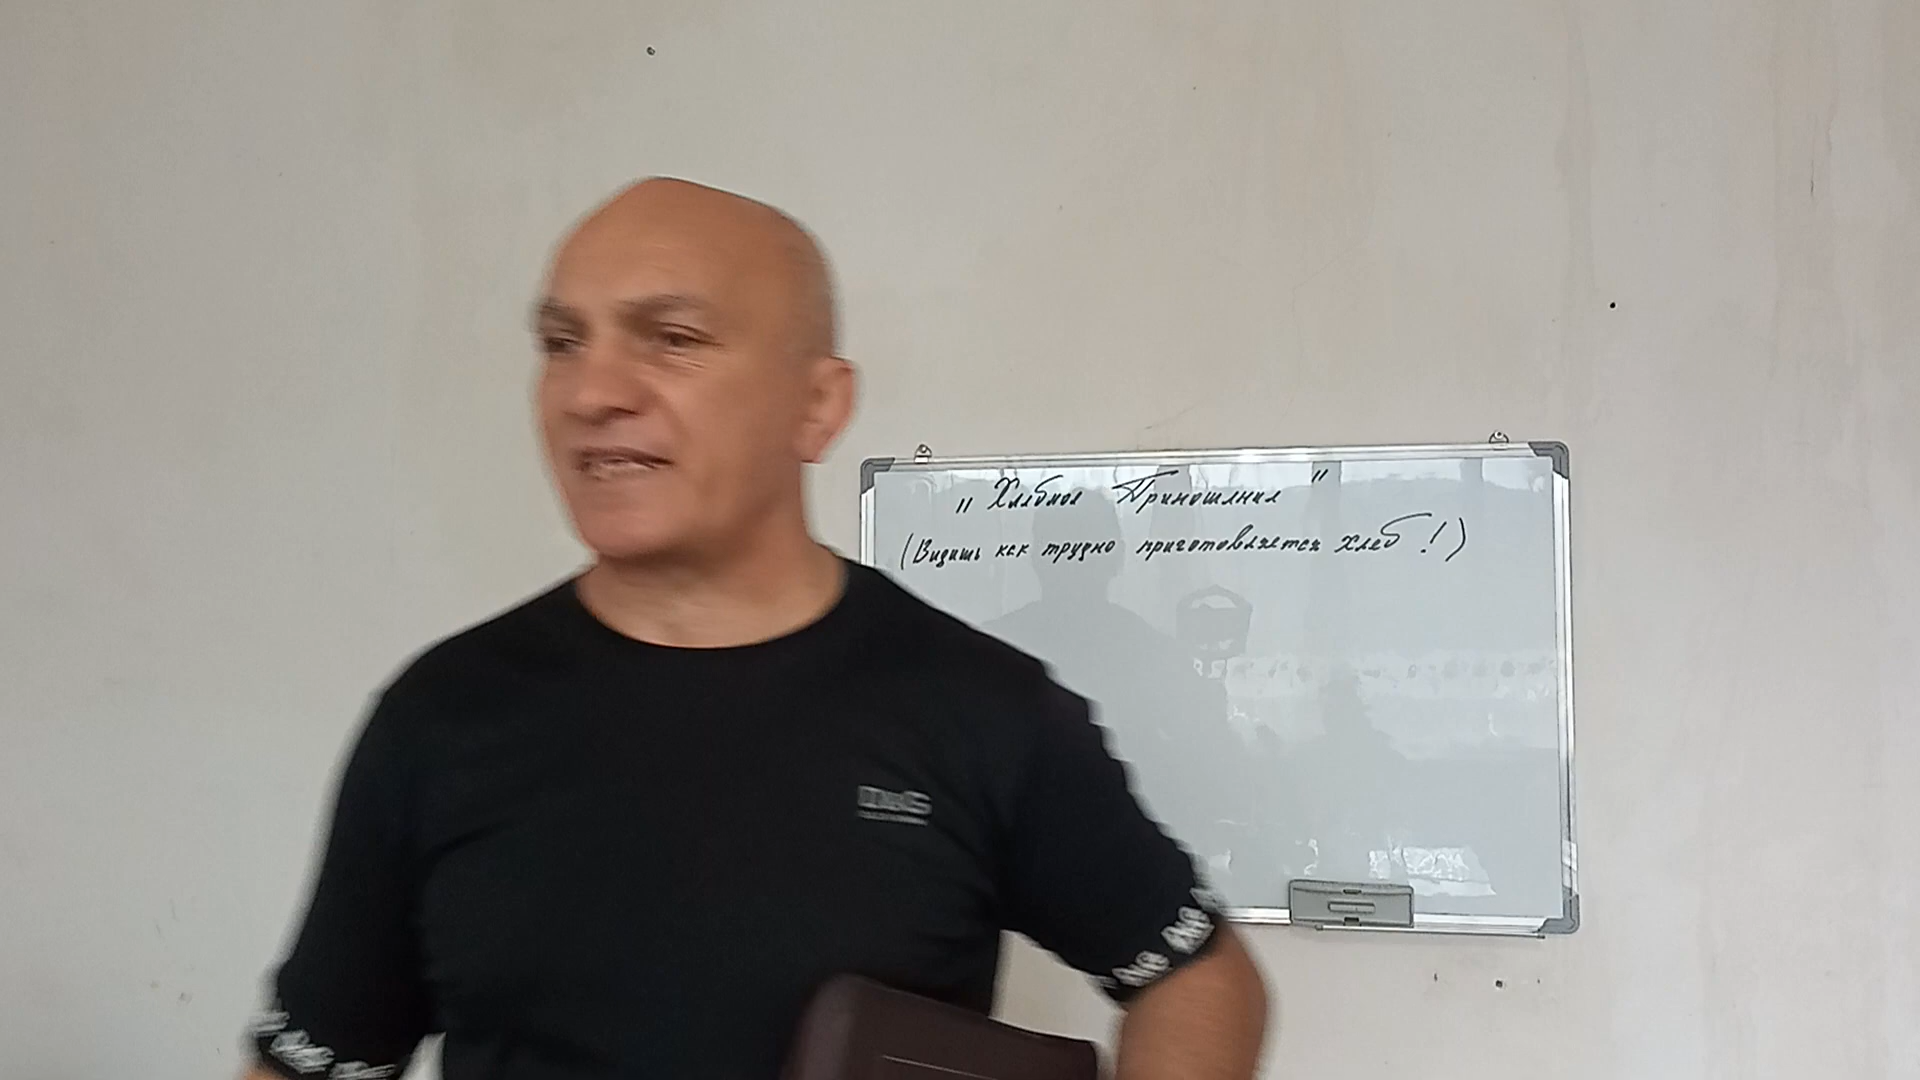 „ Хлебное Приношение "
(Видишь как трудно приготовляется хлеб!)
D&G